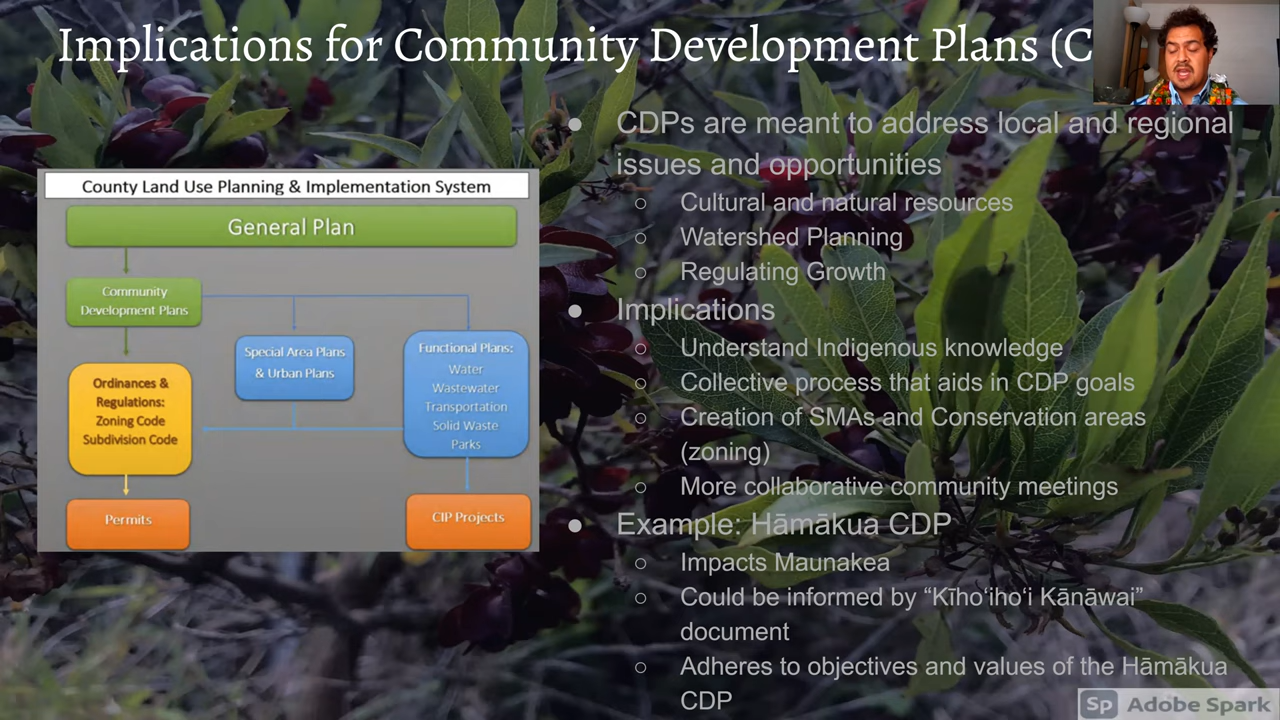 Implications for Community Development Plans (C
County Land Use Planning & Implementation System
General Plan
Community
Development Plans
Special Area Plans
& Urban Plans
Functional Plans:
Water
Wastewater
Transportation
Solid Waste
Parks
Ordinances &
Regulations:
Zoning Code
Subdivision Code
Permits
CIP Projects
● CDPs are meant to address local and regional
issues and opportunities
○ Cultural and natural resources
○ Watershed Planning
○ Regulating Growth
● Implications
○ Understand Indigenous knowledge
○ Collective process that aids in CDP goals
○ Creation of SMAs and Conservation areas
(zoning)
○ More collaborative community meetings
● Example: Hāmākua CDP
○ Impacts Maunakea
○ Could be informed by “Kīhoʻihoʻi Kānāwai”
document
○ Adheres to objectives and values of the Hāmākua
CDP
Sp Adobe Spark